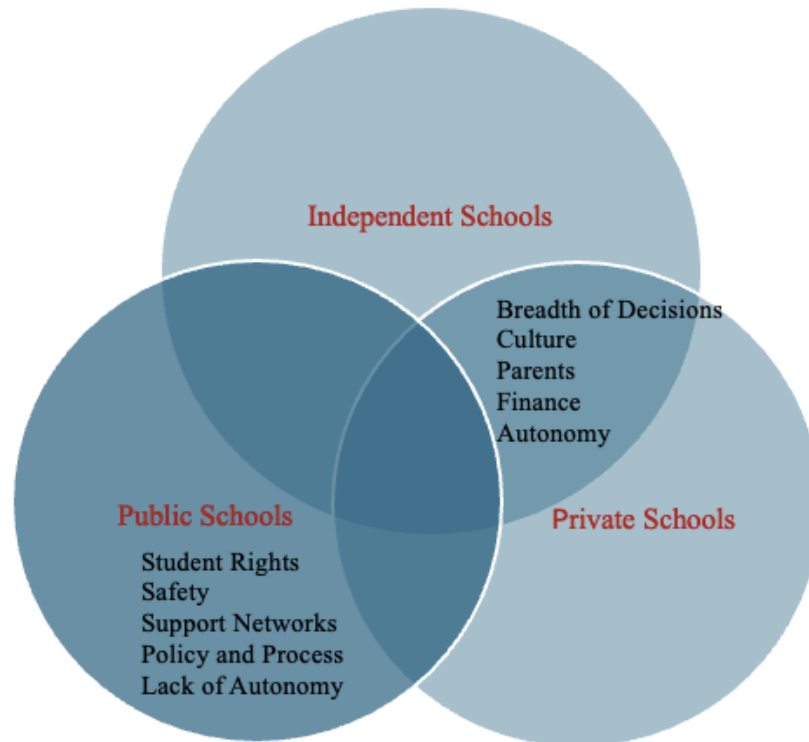 Independent Schools
Breadth of Decisions
Culture
Parents
Finance
Autonomy
Public Schools
Private Schools
Student Rights
Safety
Support Networks
Policy and Process
Lack of Autonomy